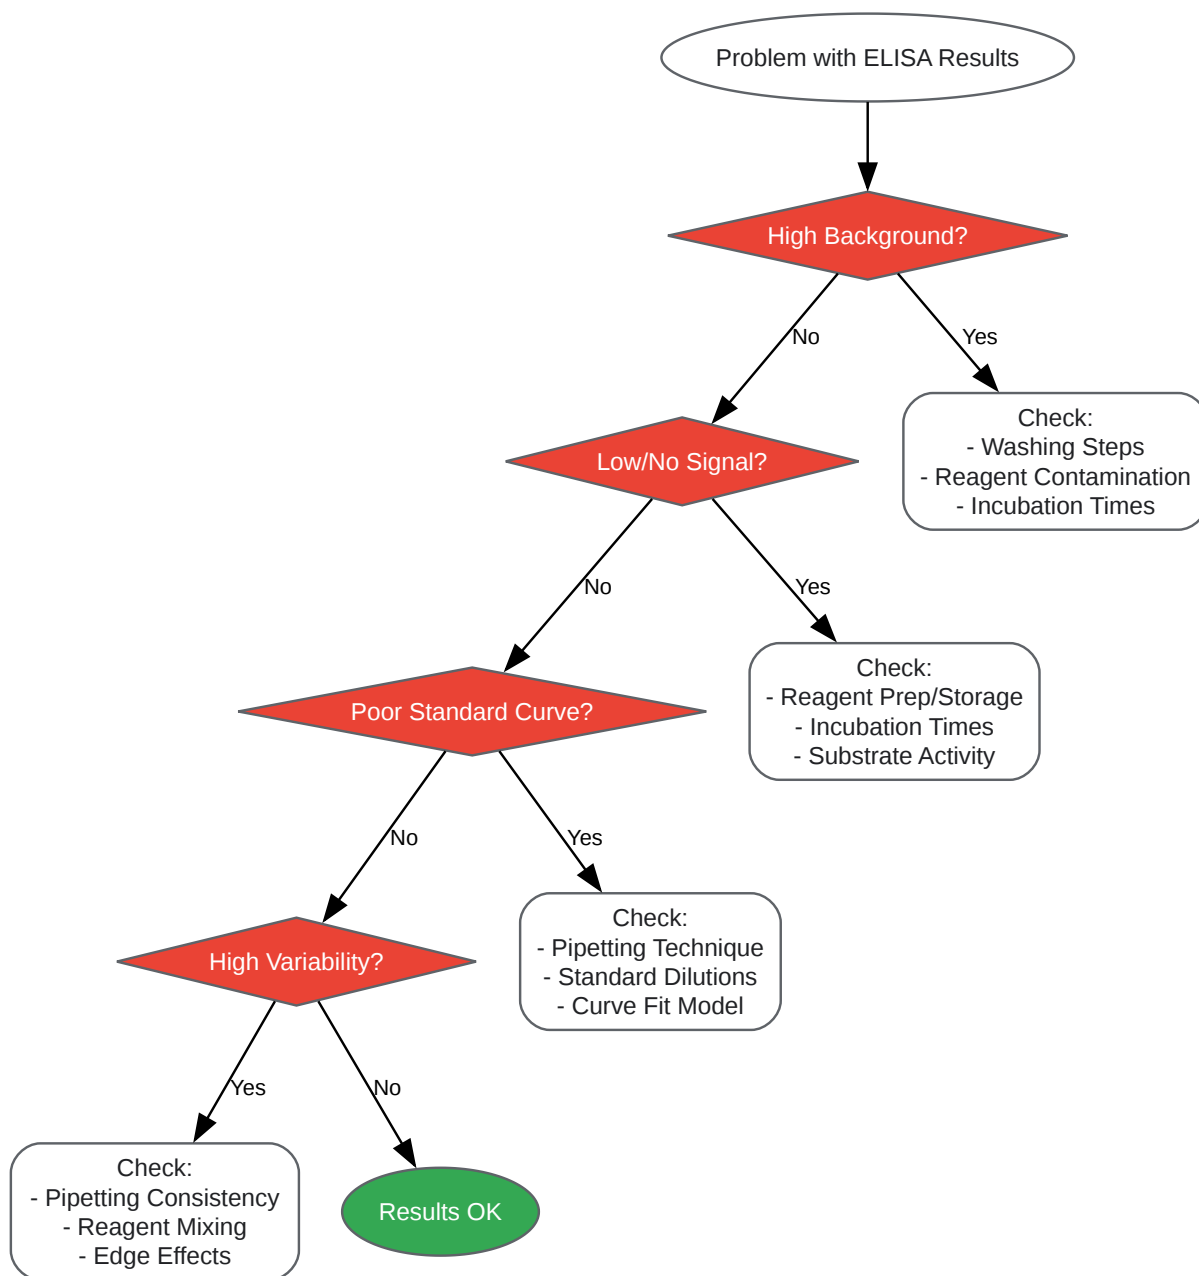 Problem with ELISA Results
High Background?
No
Yes
Check:
- Washing Steps
- Reagent Contamination
- Incubation Times
Low/No Signal?
No
Yes
Check:
- Reagent Prep/Storage
- Incubation Times
- Substrate Activity
Poor Standard Curve?
No
Yes
Check:
- Pipetting Technique
- Standard Dilutions
- Curve Fit Model
High Variability?
Yes
No
Check:
- Pipetting Consistency
- Reagent Mixing
- Edge Effects
Results OK